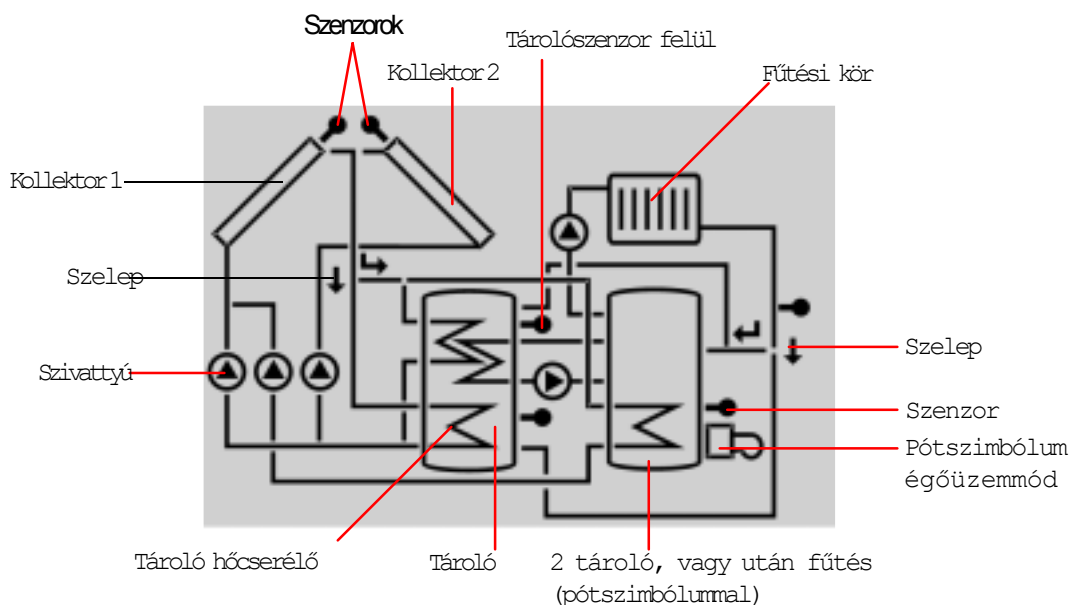 Szenzorok
Tárolószenzor felül
Kollektor 2
Fűtési kör
Kollektor 1
Szelep
Szelep
Szivattyú
Szenzor
Pótszimbólum
égőüzemmód
Tároló hőcserélő
Tároló
2 tároló, vagy után fűtés
(pótszimbólummal)